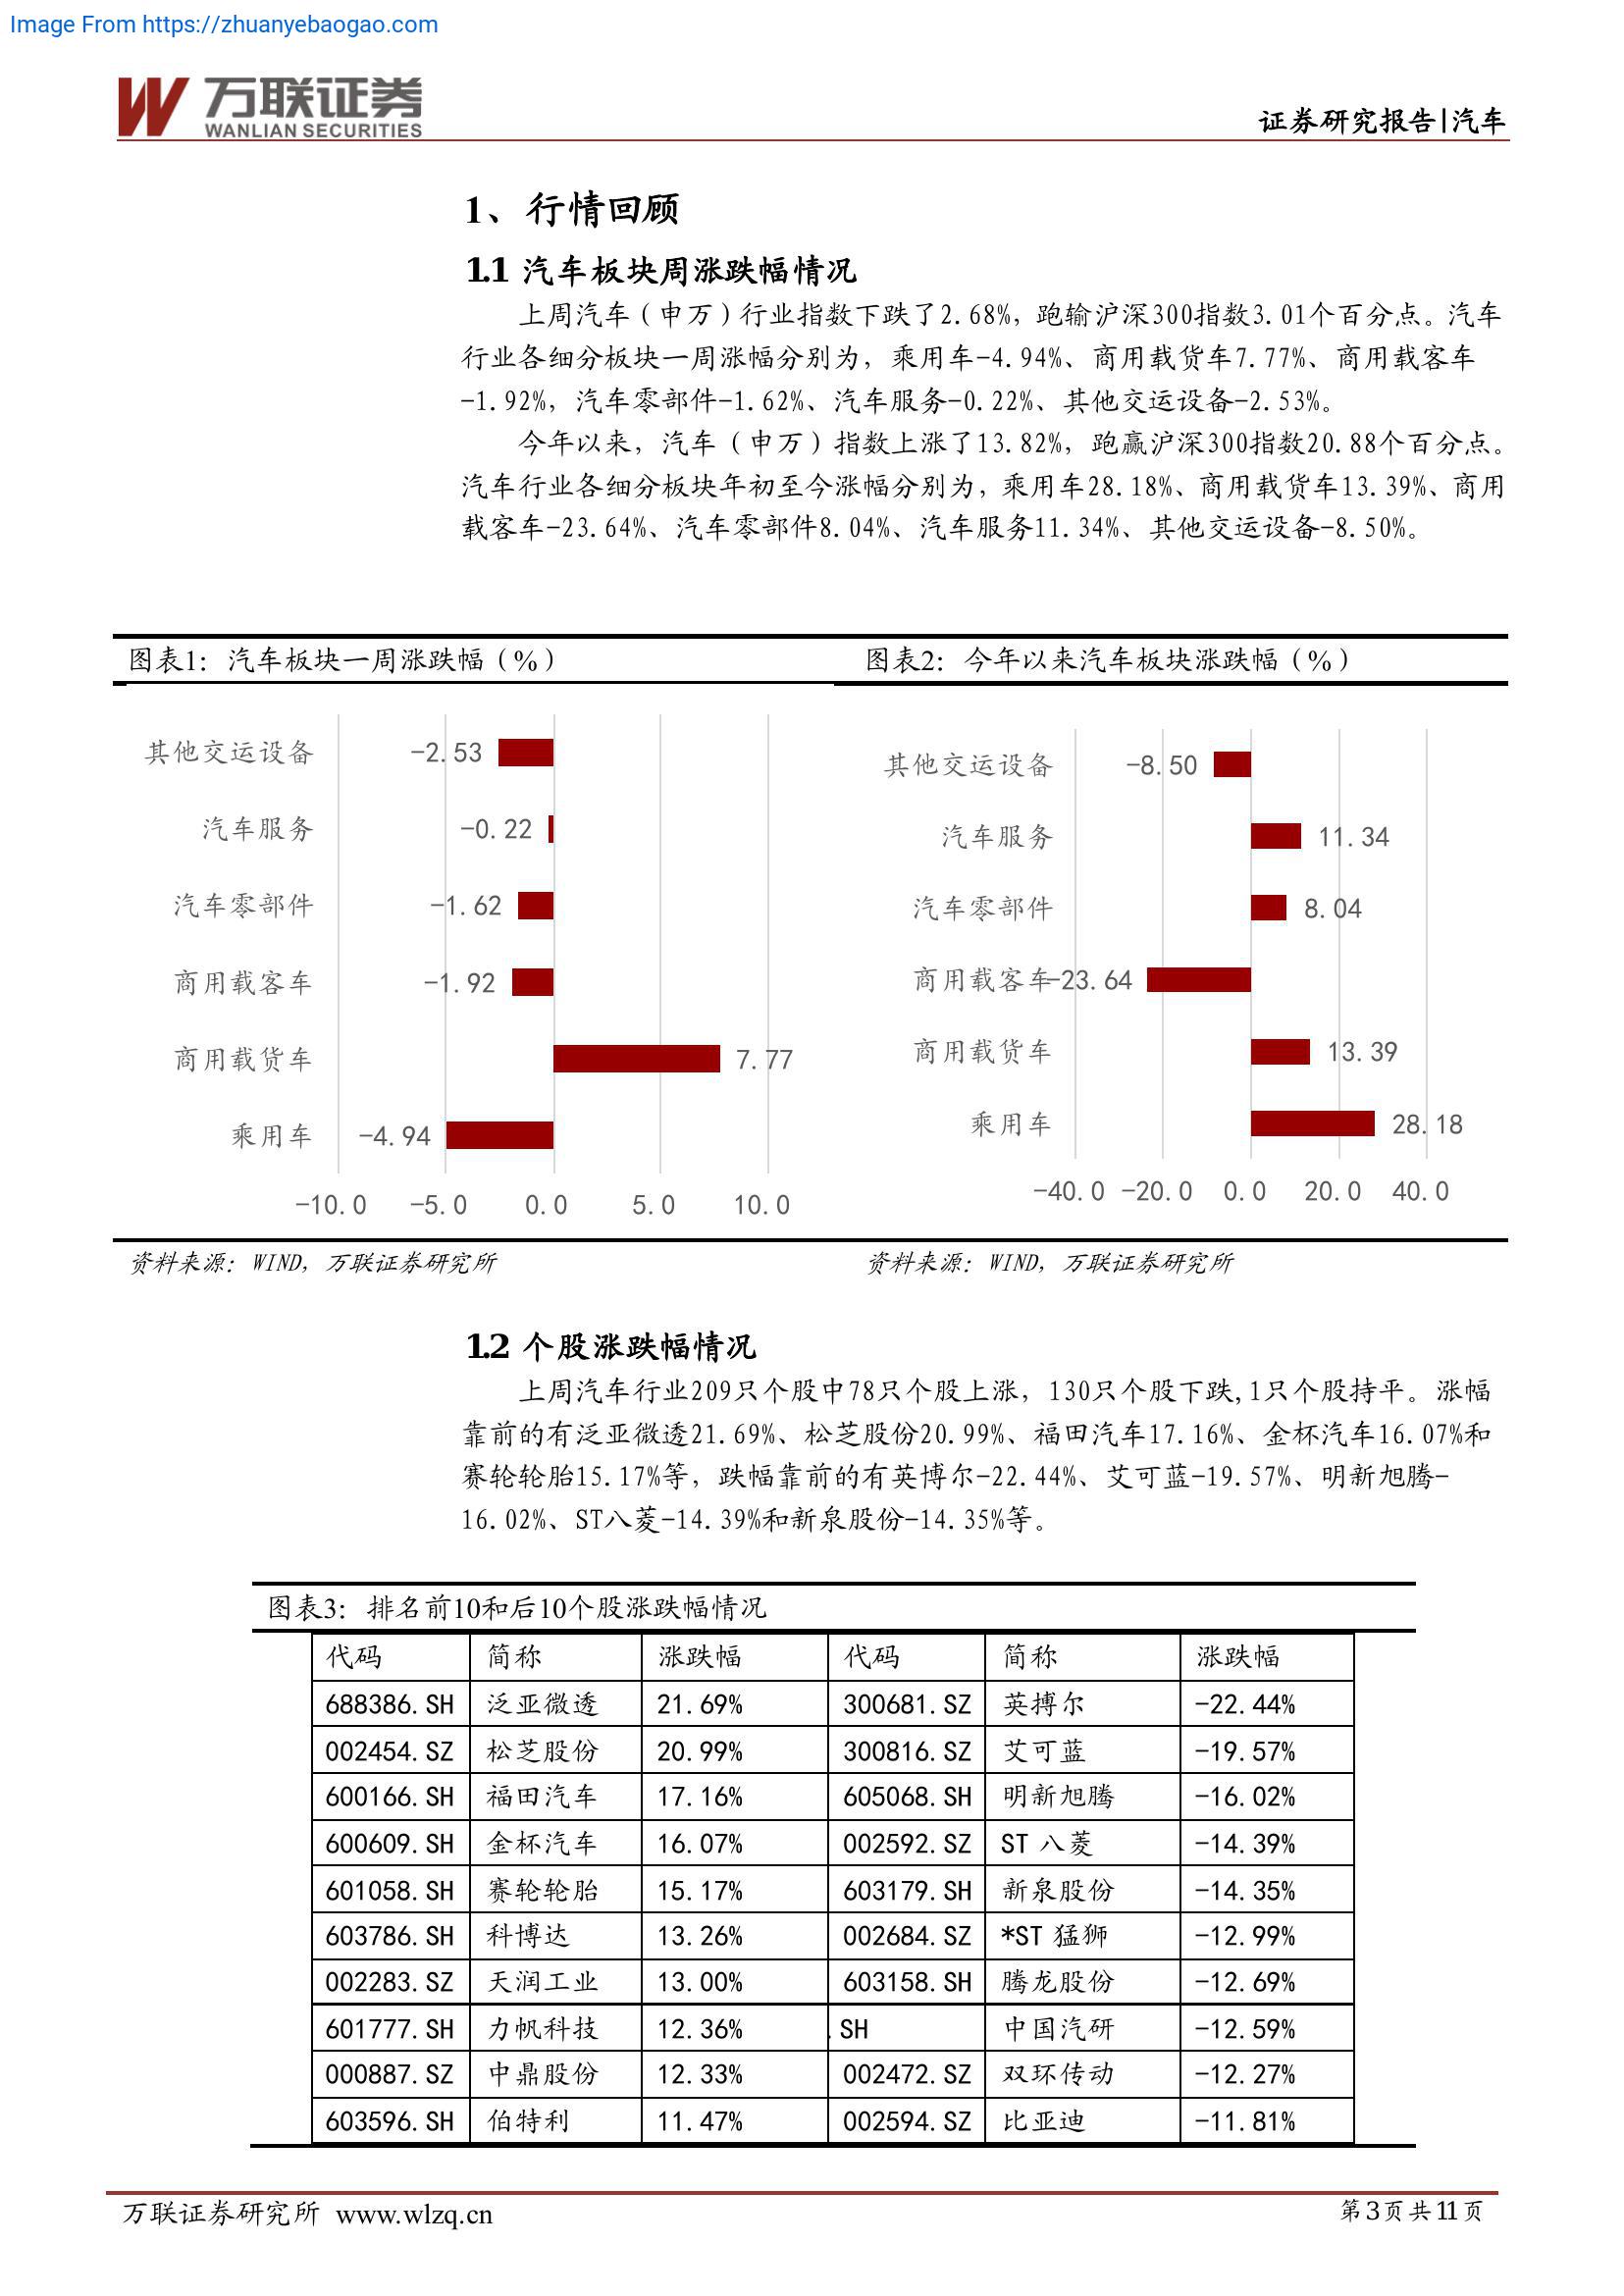 Image From https://zhuanyebaogao.com
万联证券
WANLIAN SECURITIES
证券研究报告|汽车
1、行情回顾
1.1 汽车板块周涨跌幅情况
上周汽车（申万）行业指数下跌了2.68%，跑输沪深300指数3.01个百分点。汽车
行业各细分板块一周涨幅分别为，乘用车-4.94%、商用载货车7.77%、商用载客车
-1.92%，汽车零部件-1.62%、汽车服务-0.22%、其他交运设备-2.53%。
今年以来，汽车（申万）指数上涨了13.82%，跑赢沪深300指数20.88个百分点。
汽车行业各细分板块年初至今涨幅分别为，乘用车28.18%、商用载货车13.39%、商用
载客车-23.64%、汽车零部件8.04%、汽车服务11.34%、其他交运设备-8.50%。
图表1：汽车板块一周涨跌幅（%）
其他交运设备 -2.53
汽车服务 -0.22
汽车零部件 -1.62
商用载客车 -1.92
商用载货车 7.77
乘用车 -4.94
-10.0 -5.0 0.0 5.0 10.0
资料来源：WIND，万联证券研究所
图表2：今年以来汽车板块涨跌幅（%）
其他交运设备 -8.50
汽车服务 11.34
汽车零部件 8.04
商用载客车 -23.64
商用载货车 13.39
乘用车 28.18
-40.0 -20.0 0.0 20.0 40.0
资料来源：WIND，万联证券研究所
1.2 个股涨跌幅情况
上周汽车行业209只个股中78只个股上涨，130只个股下跌,1只个股持平。涨幅
靠前的有泛亚微透21.69%、松芝股份20.99%、福田汽车17.16%、金杯汽车16.07%和
赛轮轮胎15.17%等，跌幅靠前的有英博尔-22.44%、艾可蓝-19.57%、明新旭腾-
16.02%、ST八菱-14.39%和新泉股份-14.35%等。
图表3：排名前10和后10个股涨跌幅情况
代码 简称 涨跌幅 代码 简称 涨跌幅
688386.SH 泛亚微透 21.69% 300681.SZ 英搏尔 -22.44%
002454.SZ 松芝股份 20.99% 300816.SZ 艾可蓝 -19.57%
600166.SH 福田汽车 17.16% 605068.SH 明新旭腾 -16.02%
600609.SH 金杯汽车 16.07% 002592.SZ ST 八菱 -14.39%
601058.SH 赛轮轮胎 15.17% 603179.SH 新泉股份 -14.35%
603786.SH 科博达 13.26% 002684.SZ *ST 猛狮 -12.99%
002283.SZ 天润工业 13.00% 603158.SH 腾龙股份 -12.69%
601777.SH 力帆科技 12.36% .SH 中国汽研 -12.59%
000887.SZ 中鼎股份 12.33% 002472.SZ 双环传动 -12.27%
603596.SH 伯特利 11.47% 002594.SZ 比亚迪 -11.81%
万联证券研究所 www.wlzq.cn
第3页共11页